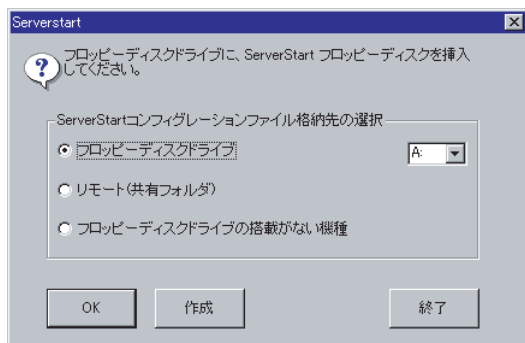 Serverstart
フロッピーディスクドライブに、ServerStart フロッピーディスクを挿入
してください。
ServerStartコンフィグレーションファイル格納先の選択
フロッピーディスクドライブ
A:
リモート(共有フォルダ)
フロッピーディスクドライブの搭載がない機種
OK
作成
終了